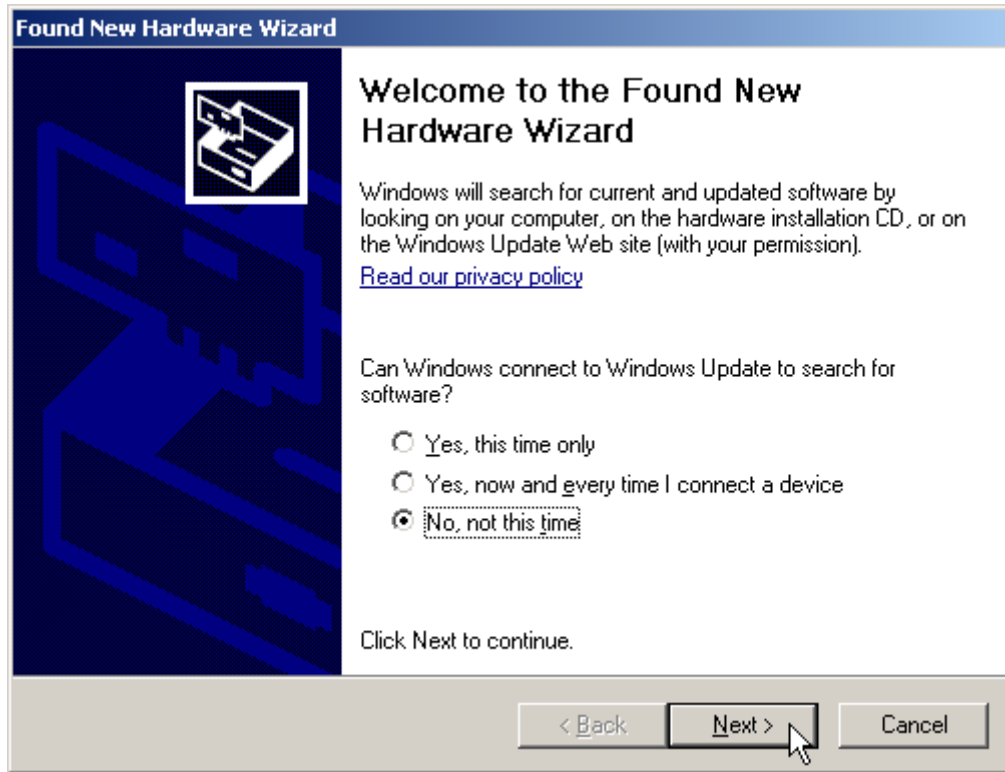 Found New Hardware Wizard
Welcome to the Found New
Hardware Wizard
Windows will search for current and updated software by
looking on your computer, on the hardware installation CD, or on
the Windows Update Web site (with your permission).
Read our privacy policy
Can Windows connect to Windows Update to search for
software?
Yes, this time only
Yes, now and every time I connect a device
No, not this time
Click Next to continue.
< Back
Next >
Cancel